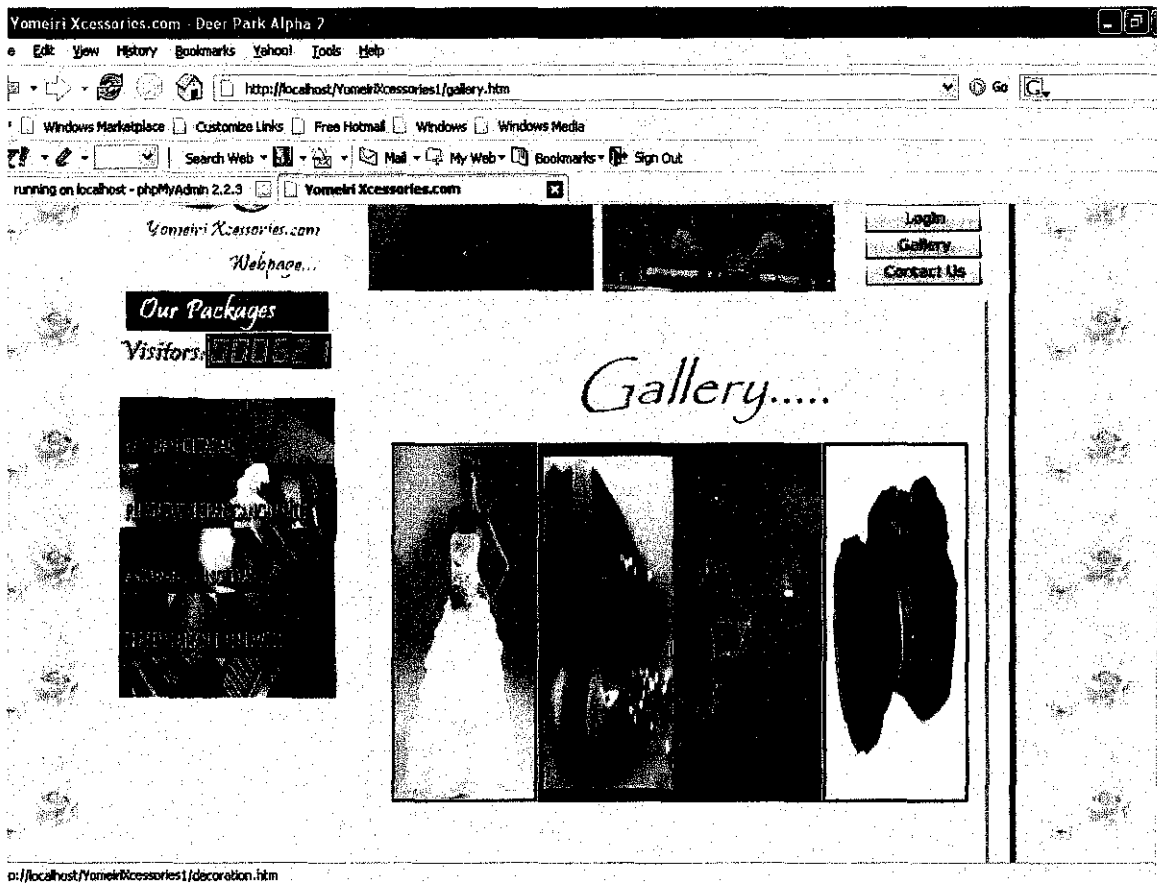 Yomeiri Xcessories.com - Deer Park Alpha 2
e Edit View History Bookmarks Yahoo! Tools Help
http://localhost/YomeiriXcessories1/gallery.htm Go
Windows Marketplace Customize Links Free Hotmail Windows Windows Media
Search Web Mail My Web Bookmarks Sign Out
running on localhost - phpMyAdmin 2.2.3 Yomeiri Xcessories.com
Yomeiri Xcessories.com
Webpage...
Login
Gallery
Contact Us
Our Packages
Visitors:
Gallery.....
p://localhost/YomeiriXcessories1/decoration.htm